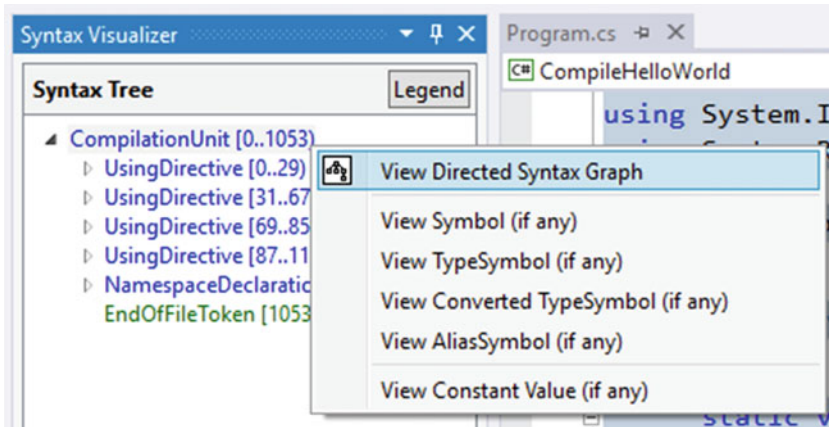 Syntax Visualizer
Program.cs
Syntax Tree
Legend
C# CompileHelloWorld
using System.I
CompilationUnit [0..1053)
UsingDirective [0..29)
UsingDirective [31..67
UsingDirective [69..85
UsingDirective [87..11
NamespaceDeclaratic
EndOfFileToken [1053
View Directed Syntax Graph
View Symbol (if any)
View TypeSymbol (if any)
View Converted TypeSymbol (if any)
View AliasSymbol (if any)
View Constant Value (if any)
static v